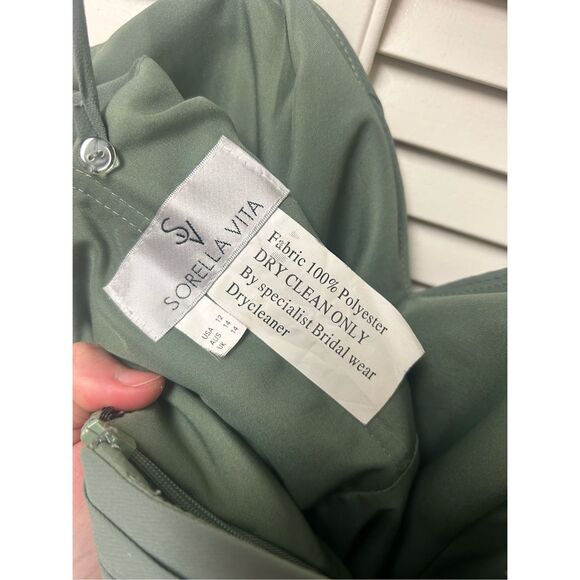 SV
SORELLA VITA
USA 12
AUS 14
UK 14
Fabric 100% Polyester
DRY CLEAN ONLY
By specialist Bridal wear
Drycleaner